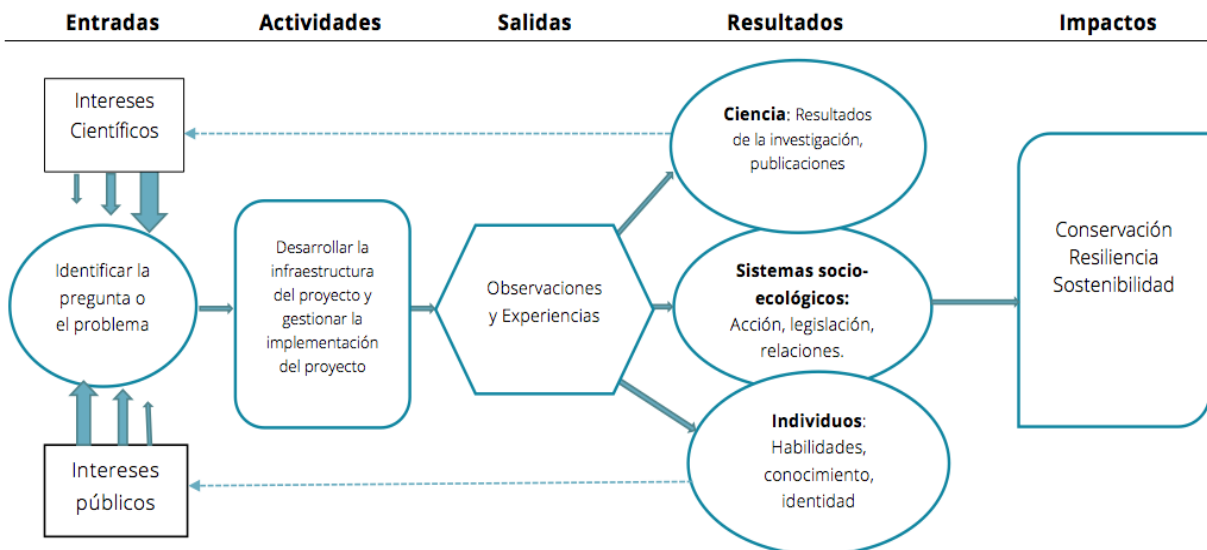 Entradas Actividades Salidas Resultados Impactos
Intereses
Científicos
Identificar la
pregunta o
el problema
Intereses
públicos
Desarrollar la
infraestructura
del proyecto y
gestionar la
implementación
del proyecto
Observaciones
y Experiencias
Ciencia: Resultados
de la investigación,
publicaciones
Sistemas socio-
ecológicos:
Acción, legislación,
relaciones.
Individuos:
Habilidades,
conocimiento,
identidad
Conservación
Resiliencia
Sostenibilidad